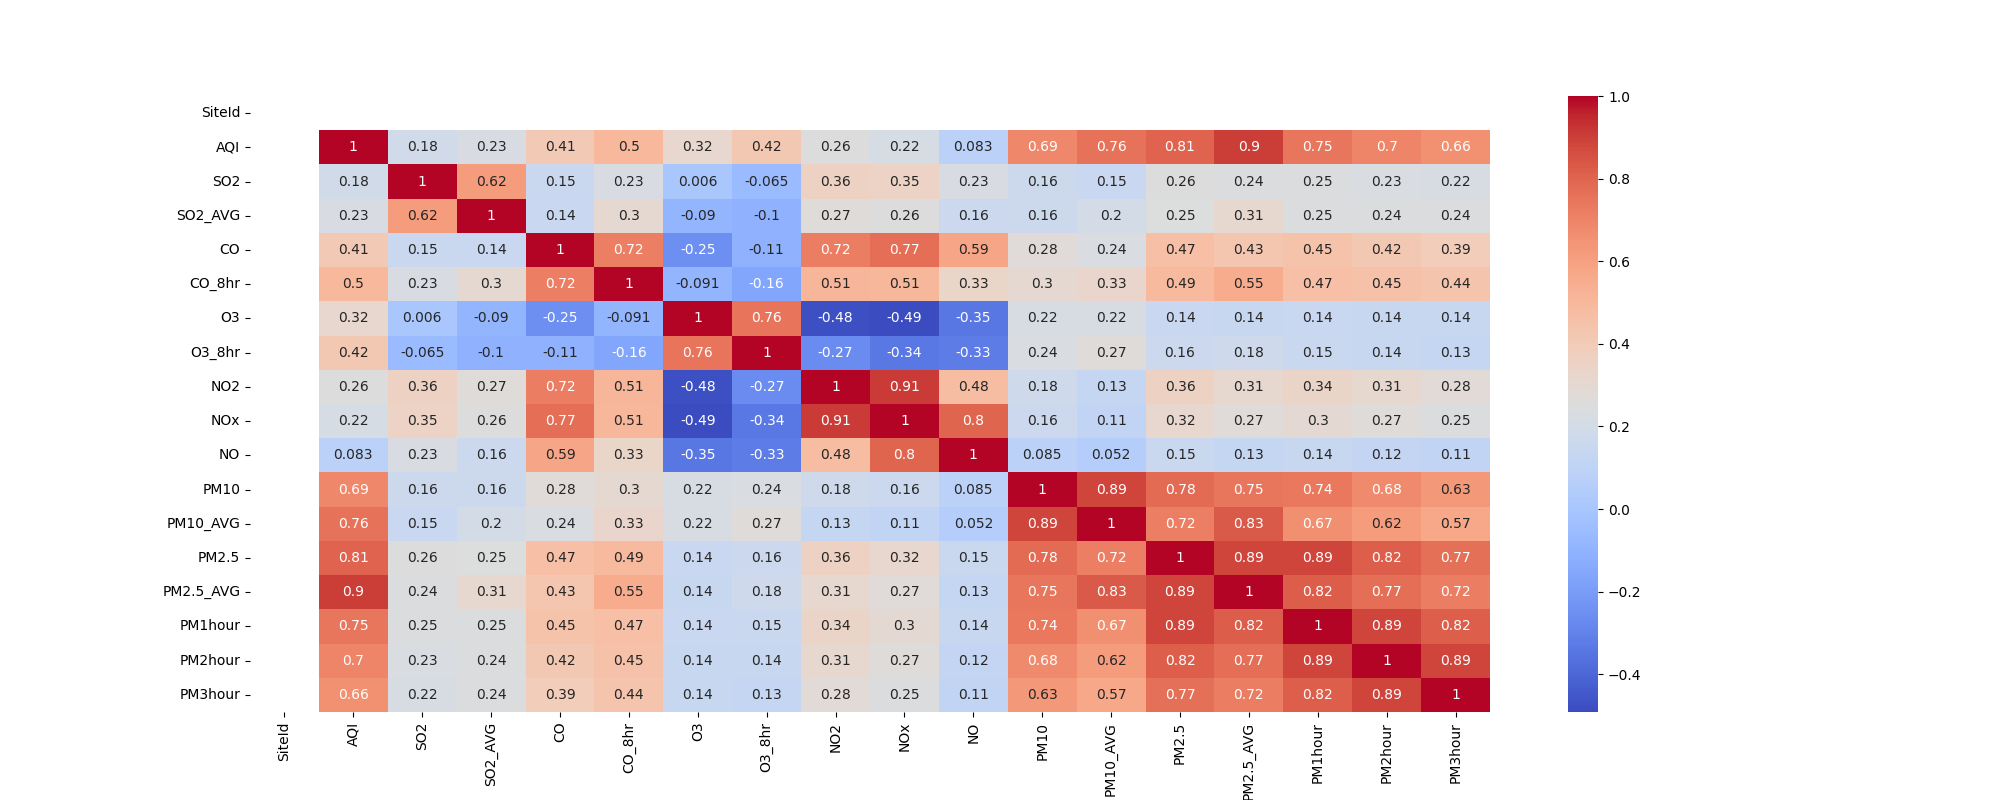 SiteId
AQI 1 0.18 0.23 0.41 0.5 0.32 0.42 0.26 0.22 0.083 0.69 0.76 0.81 0.9 0.75 0.7 0.66
SO2 0.18 1 0.62 0.15 0.23 0.006 -0.065 0.36 0.35 0.23 0.16 0.15 0.26 0.24 0.25 0.23 0.22
SO2_AVG 0.23 0.62 1 0.14 0.3 -0.09 -0.1 0.27 0.26 0.16 0.16 0.2 0.25 0.31 0.25 0.24 0.24
CO 0.41 0.15 0.14 1 0.72 -0.25 -0.11 0.72 0.77 0.59 0.28 0.24 0.47 0.43 0.45 0.42 0.39
CO_8hr 0.5 0.23 0.3 0.72 1 -0.091 -0.16 0.51 0.51 0.33 0.3 0.33 0.49 0.55 0.47 0.45 0.44
O3 0.32 0.006 -0.09 -0.25 -0.091 1 0.76 -0.48 -0.49 -0.35 0.22 0.22 0.14 0.14 0.14 0.14 0.14
O3_8hr 0.42 -0.065 -0.1 -0.11 -0.16 0.76 1 -0.27 -0.34 -0.33 0.24 0.27 0.16 0.18 0.15 0.14 0.13
NO2 0.26 0.36 0.27 0.72 0.51 -0.48 -0.27 1 0.91 0.48 0.18 0.13 0.36 0.31 0.34 0.31 0.28
NOx 0.22 0.35 0.26 0.77 0.51 -0.49 -0.34 0.91 1 0.8 0.16 0.11 0.32 0.27 0.3 0.27 0.25
NO 0.083 0.23 0.16 0.59 0.33 -0.35 -0.33 0.48 0.8 1 0.085 0.052 0.15 0.13 0.14 0.12 0.11
PM10 0.69 0.16 0.16 0.28 0.3 0.22 0.24 0.18 0.16 0.085 1 0.89 0.78 0.75 0.74 0.68 0.63
PM10_AVG 0.76 0.15 0.2 0.24 0.33 0.22 0.27 0.13 0.11 0.052 0.89 1 0.72 0.83 0.67 0.62 0.57
PM2.5 0.81 0.26 0.25 0.47 0.49 0.14 0.16 0.36 0.32 0.15 0.78 0.72 1 0.89 0.89 0.82 0.77
PM2.5_AVG 0.9 0.24 0.31 0.43 0.55 0.14 0.18 0.31 0.27 0.13 0.75 0.83 0.89 1 0.82 0.77 0.72
PM1hour 0.75 0.25 0.25 0.45 0.47 0.14 0.15 0.34 0.3 0.14 0.74 0.67 0.89 0.82 1 0.89 0.82
PM2hour 0.7 0.23 0.24 0.42 0.45 0.14 0.14 0.31 0.27 0.12 0.68 0.62 0.82 0.77 0.89 1 0.89
PM3hour 0.66 0.22 0.24 0.39 0.44 0.14 0.13 0.28 0.25 0.11 0.63 0.57 0.77 0.72 0.82 0.89 1
SiteId
AQI
SO2
SO2_AVG
CO
CO_8hr
O3
O3_8hr
NO2
NOx
NO
PM10
PM10_AVG
PM2.5
PM2.5_AVG
PM1hour
PM2hour
PM3hour
1.0
0.8
0.6
0.4
0.2
0.0
−0.2
−0.4